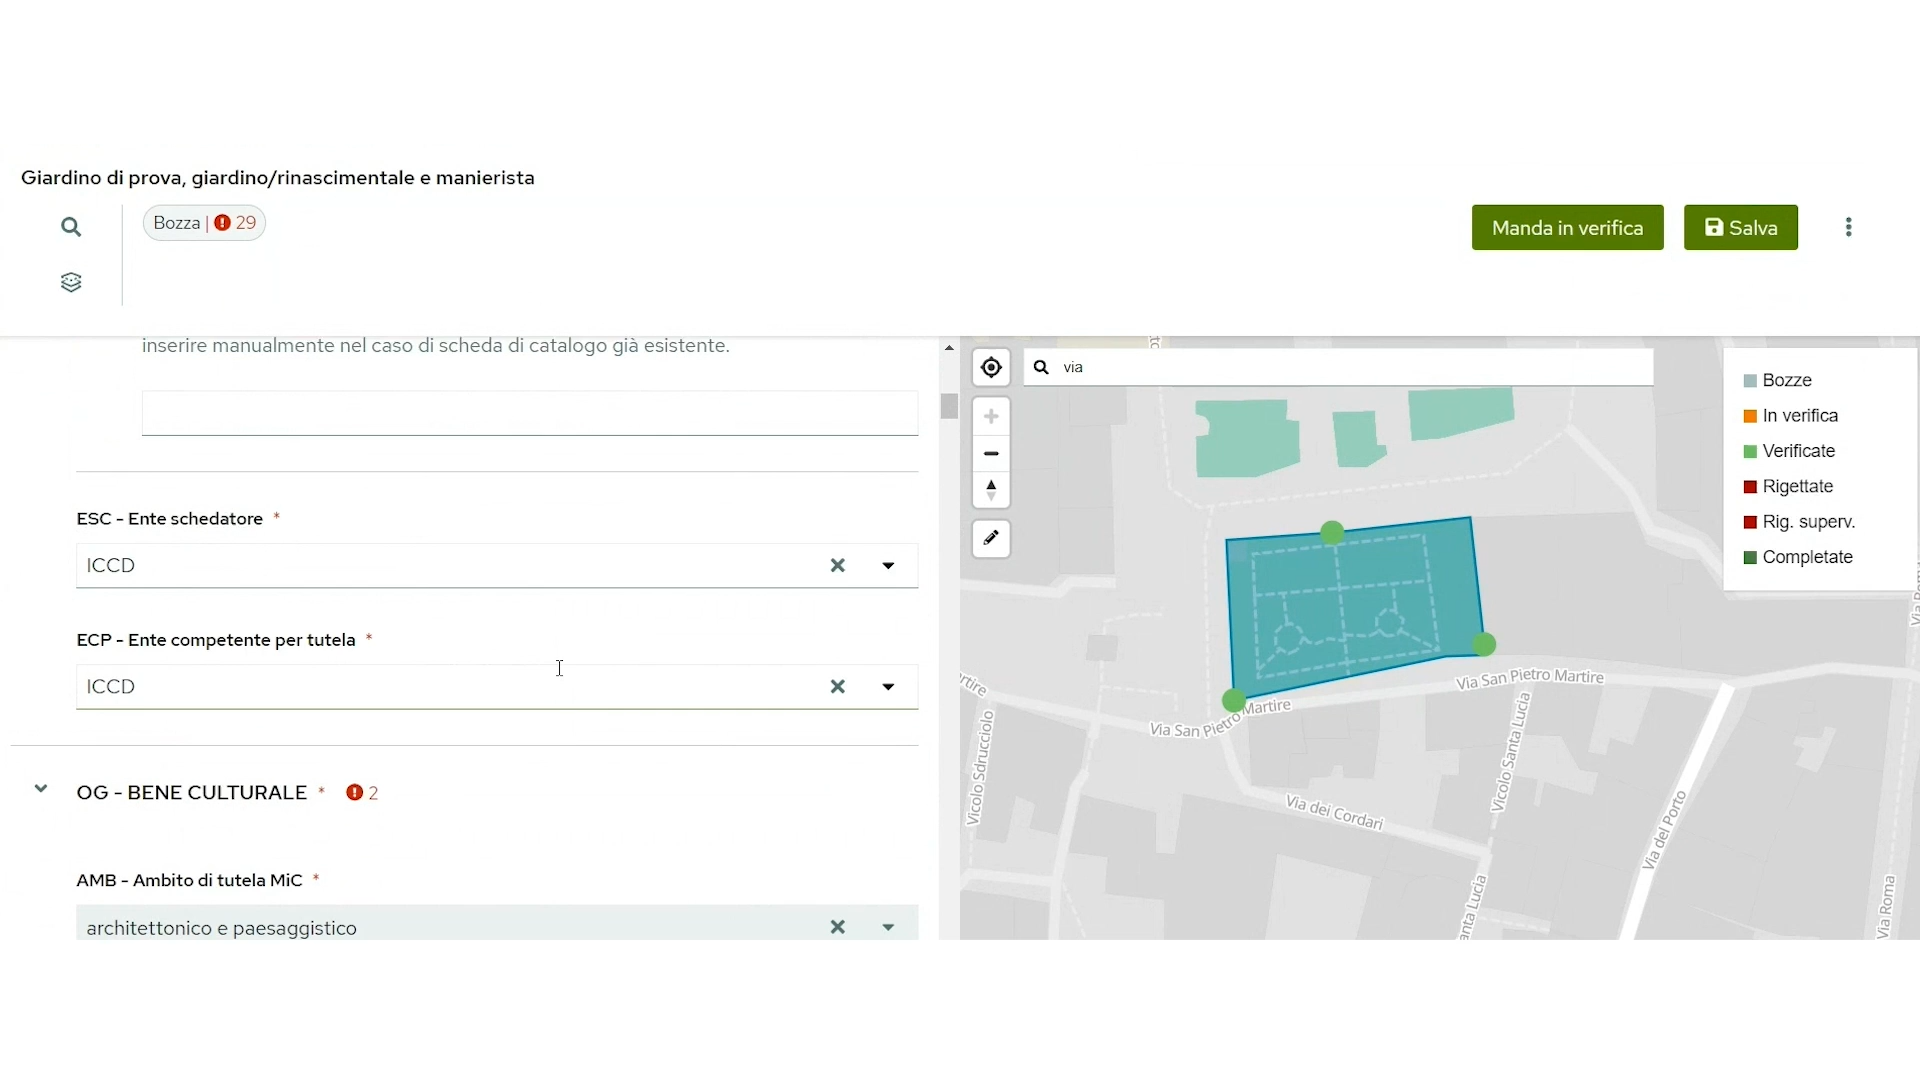 Giardino di prova, giardino/rinascimentale e manierista
Bozza | 29
Manda in verifica
Salva
inserire manualmente nel caso di scheda di catalogo già esistente.
ESC - Ente schedatore *
ICCD
ECP - Ente competente per tutela *
ICCD
OG - BENE CULTURALE * 2
AMB - Ambito di tutela MiC *
architettonico e paesaggistico
via
Bozze
In verifica
Verificate
Rigettate
Rig. superv.
Completate
Via San Pietro Martire
Via San Pietro Martire
Vicolo Sdrucciolo
Vicolo Santa Lucia
Via dei Cordari
Via del Porto
anta Lucia
Via Roma